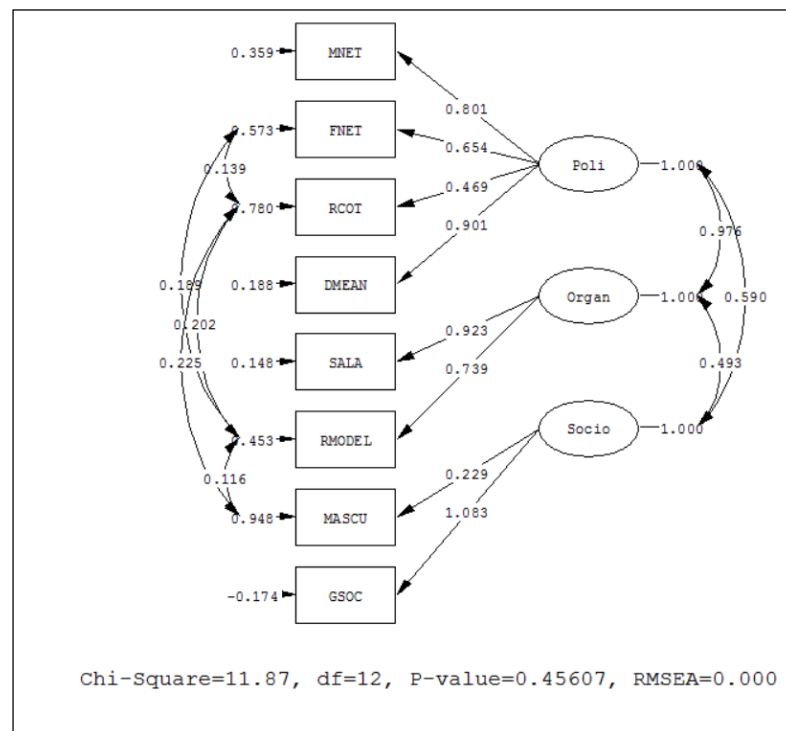 0.359 MNET
0.801
0.573 FNET
0.654 Poli 1.000
0.139
0.469
0.780 RCOT
0.901 0.976
0.189 0.188 DMEAN
Organ 1.000 0.590
0.202 0.923
0.225 0.148 SALA 0.739 0.493
0.453 RMODEL Socio 1.000
0.116 0.229
0.948 MASCU 1.083
-0.174 GSOC
Chi-Square=11.87, df=12, P-value=0.45607, RMSEA=0.000